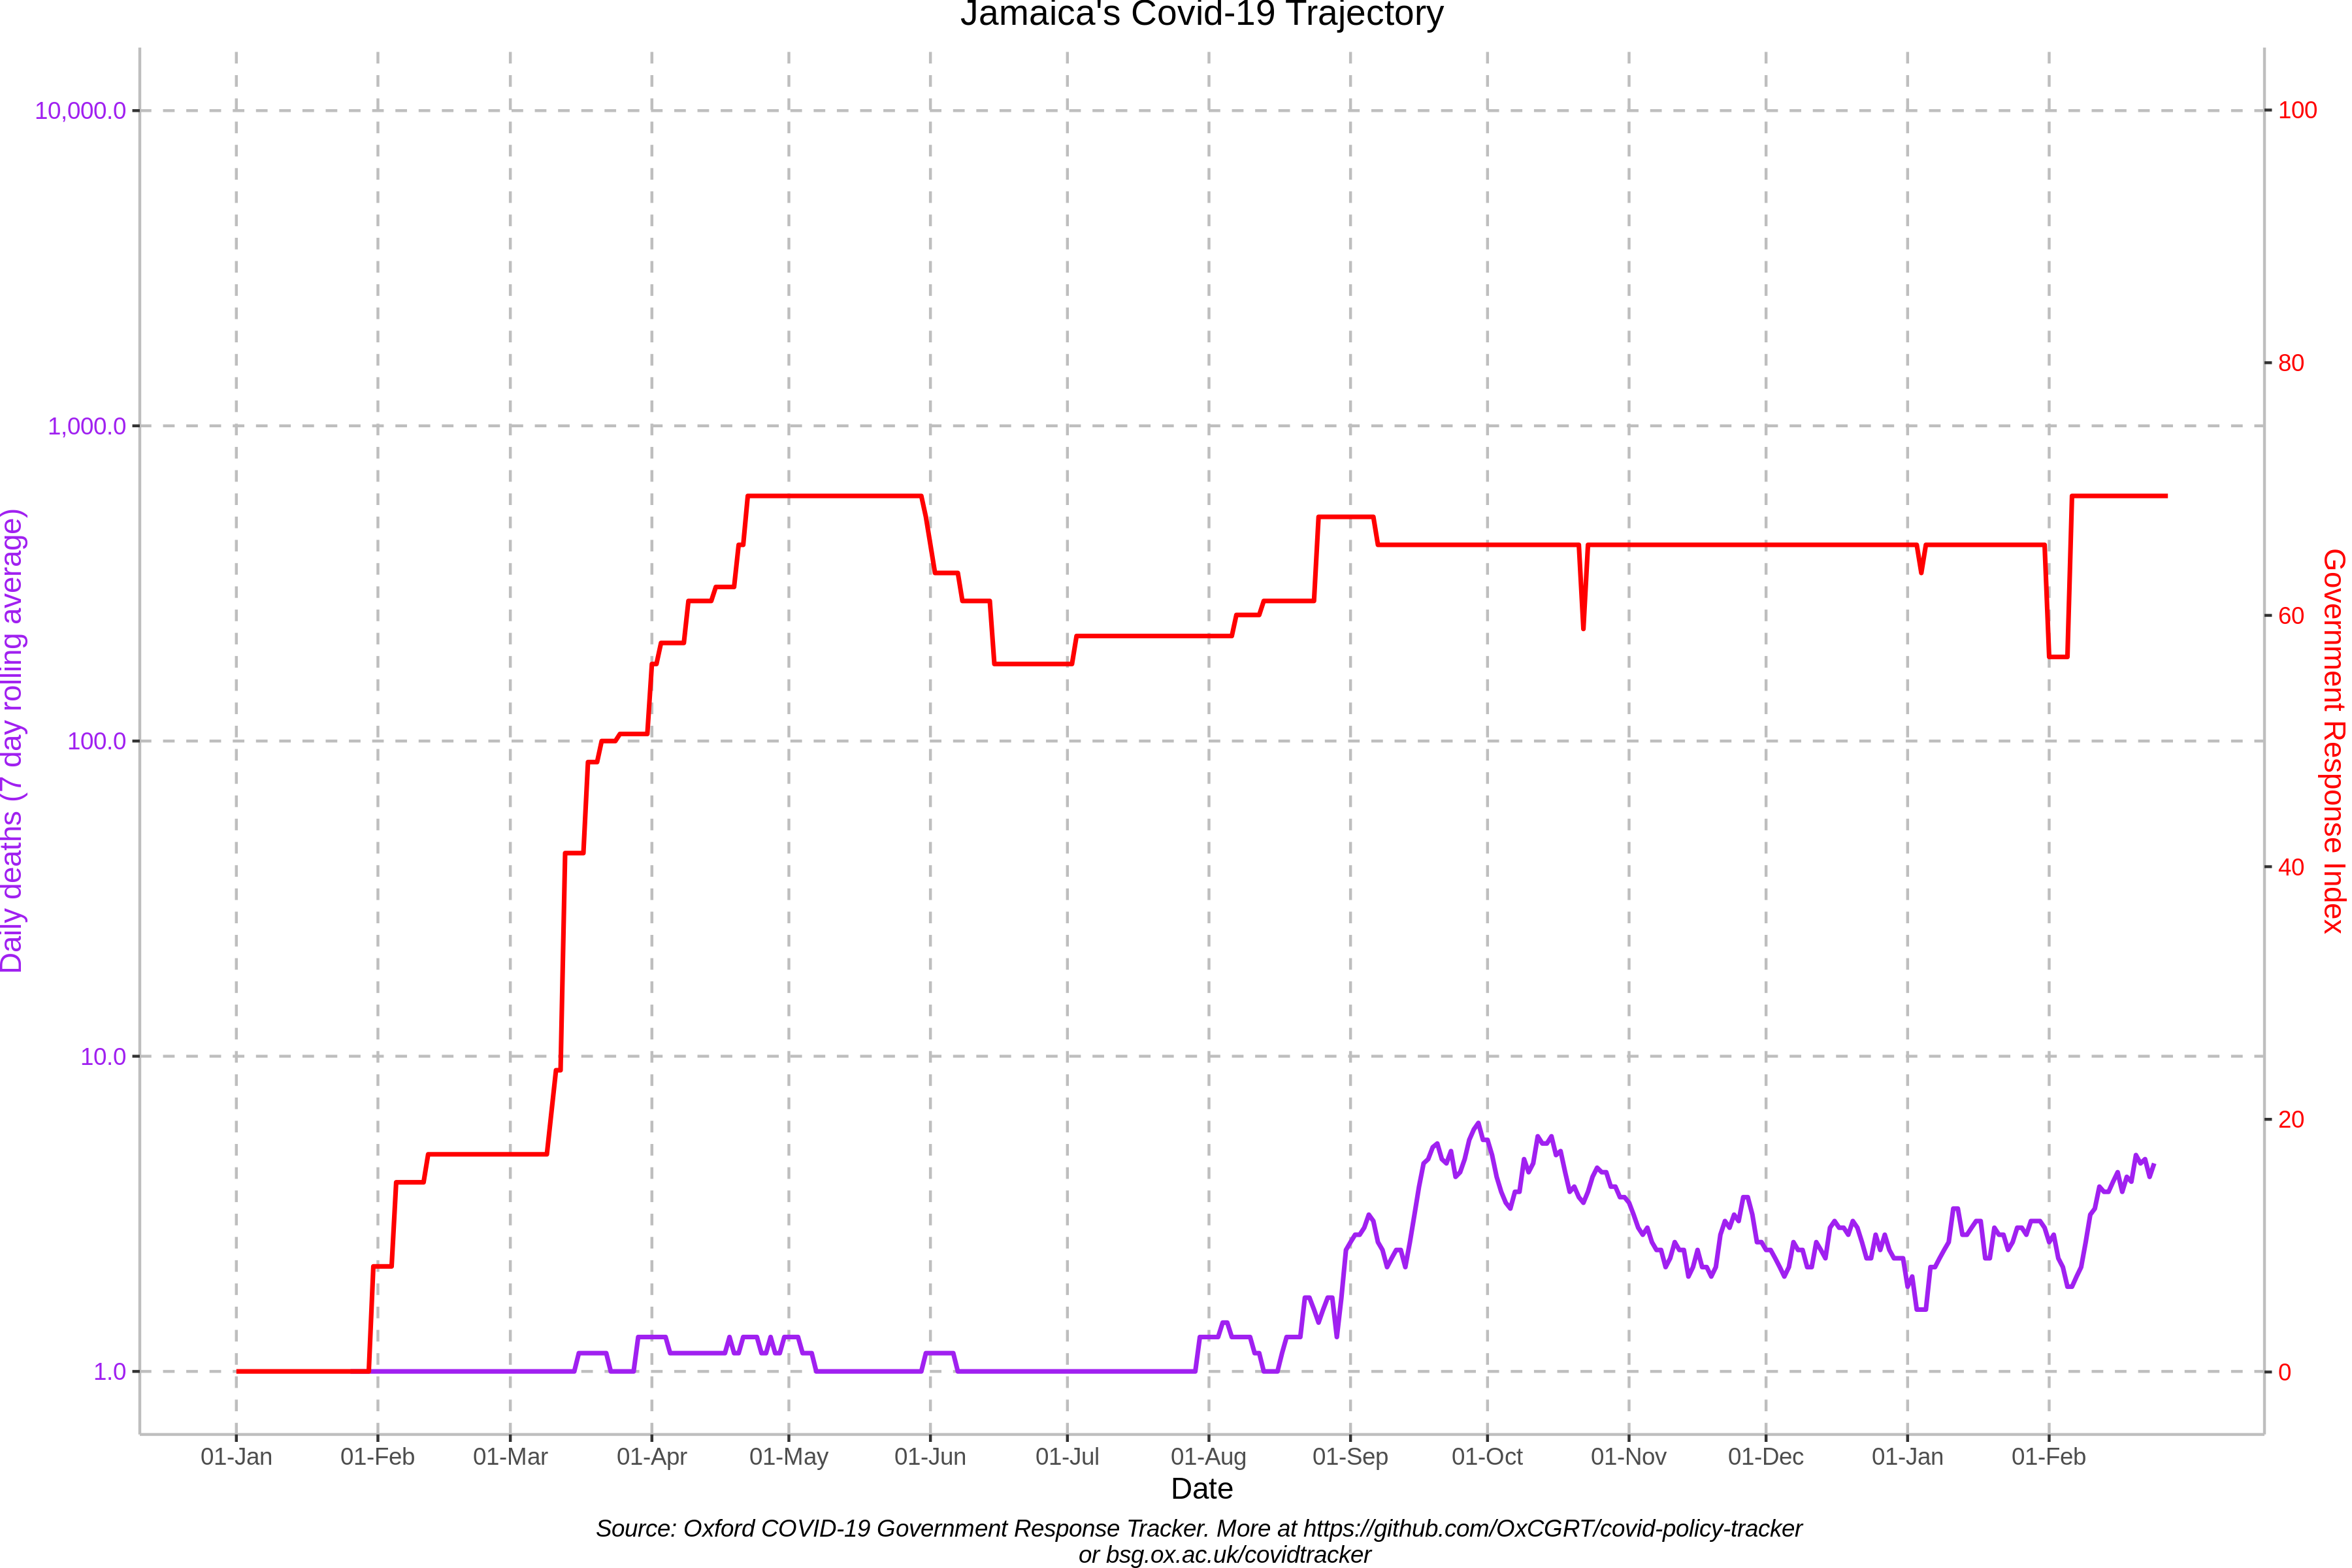 Jamaica's Covid-19 Trajectory
10,000.0
1,000.0
100.0
10.0
1.0
Daily deaths (7 day rolling average)
100
80
60
40
20
0
Government Response Index
01-Jan 01-Feb 01-Mar 01-Apr 01-May 01-Jun 01-Jul 01-Aug 01-Sep 01-Oct 01-Nov 01-Dec 01-Jan 01-Feb
Date
Source: Oxford COVID-19 Government Response Tracker. More at https://github.com/OxCGRT/covid-policy-tracker
or bsg.ox.ac.uk/covidtracker